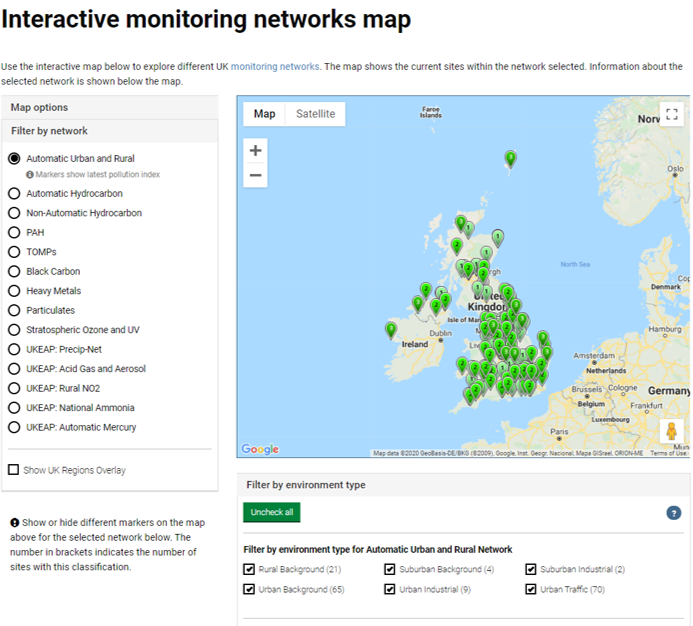 Interactive monitoring networks map
Use the interactive map below to explore different UK monitoring networks. The map shows the current sites within the network selected. Information about the
selected network is shown below the map.
Map options
Filter by network
Automatic Urban and Rural
Markers show latest pollution index
Automatic Hydrocarbon
Non-Automatic Hydrocarbon
PAH
TOMPs
Black Carbon
Heavy Metals
Particulates
Stratospheric Ozone and UV
UKEAP: Precip-Net
UKEAP: Acid Gases and Aerosol
UKEAP: Rural NO2
UKEAP: National Ammonia
UKEAP: Automatic Mercury
Show UK Regions Overlay
Show or hide different markers on the map
above for the selected network below. The
number in brackets indicates the number of
sites with this classification.
Map Satellite
Faroe
Islands
Norw
Oslo
North Sea
Denmark
Cop
Hamburg
United
Kingdom
Isle of Man
Dublin
Ireland
Amsterdam
Netherlands
Brussels
Cologne
Belgium
Germany
Frankfurt
Luxembourg
Paris
Mun
Google
Map data ©2020 GeoBasis-DE/BKG (©2009), Google, Inst. Geogr. Nacional, Mapa GISrael, ORION-ME Terms of Use
Filter by environment type
Uncheck all
?
Filter by environment type for Automatic Urban and Rural Network
Rural Background (21) Suburban Background (4) Suburban Industrial (2)
Urban Background (65) Urban Industrial (9) Urban Traffic (70)